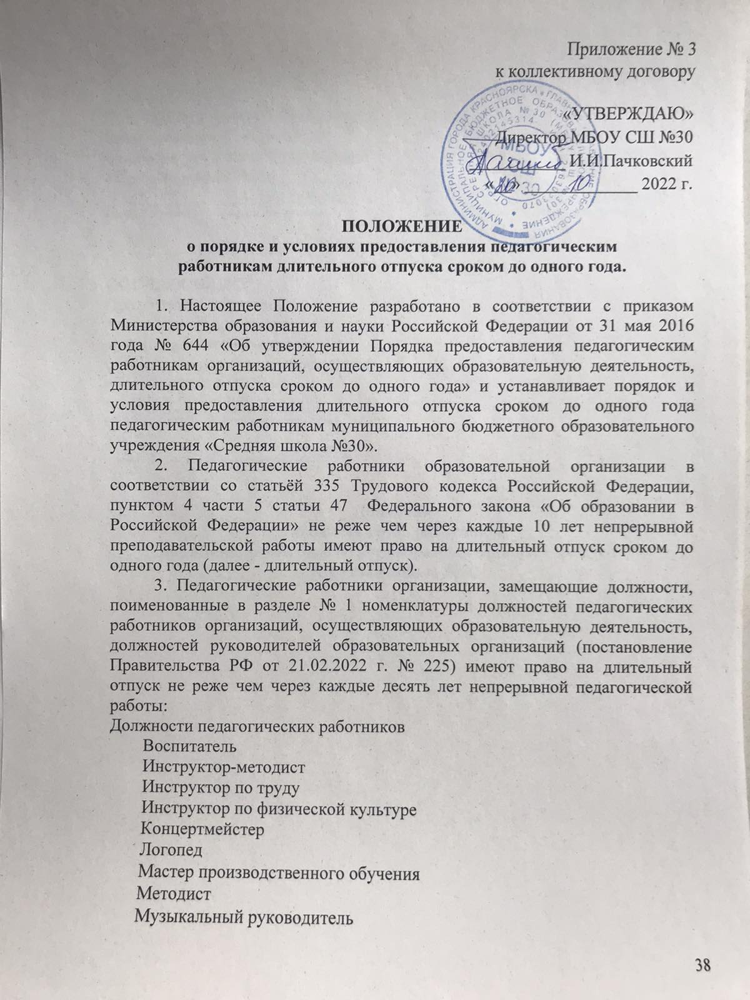 Приложение № 3
к коллективному договору
«УТВЕРЖДАЮ»
Директор МБОУ СШ №30
И.И.Пачковский
10 2022 г.
МБОУ
СШ
№ 30
ПОЛОЖЕНИЕ
о порядке и условиях предоставления педагогическим
работникам длительного отпуска сроком до одного года.
1. Настоящее Положение разработано в соответствии с приказом
Министерства образования и науки Российской Федерации от 31 мая 2016
года № 644 «Об утверждении Порядка предоставления педагогическим
работникам организаций, осуществляющих образовательную деятельность,
длительного отпуска сроком до одного года» и устанавливает порядок и
условия предоставления длительного отпуска сроком до одного года
педагогическим работникам муниципального бюджетного образовательного
учреждения «Средняя школа №30».
2. Педагогические работники образовательной организации в
соответствии со статьёй 335 Трудового кодекса Российской Федерации,
пунктом 4 части 5 статьи 47 Федерального закона «Об образовании в
Российской Федерации» не реже чем через каждые 10 лет непрерывной
преподавательской работы имеют право на длительный отпуск сроком до
одного года (далее - длительный отпуск).
3. Педагогические работники организации, замещающие должности,
поименованные в разделе № 1 номенклатуры должностей педагогических
работников организаций, осуществляющих образовательную деятельность,
должностей руководителей образовательных организаций (постановление
Правительства РФ от 21.02.2022 г. № 225) имеют право на длительный
отпуск не реже чем через каждые десять лет непрерывной педагогической
работы:
Должности педагогических работников
Воспитатель
Инструктор-методист
Инструктор по труду
Инструктор по физической культуре
Концертмейстер
Логопед
Мастер производственного обучения
Методист
Музыкальный руководитель
38